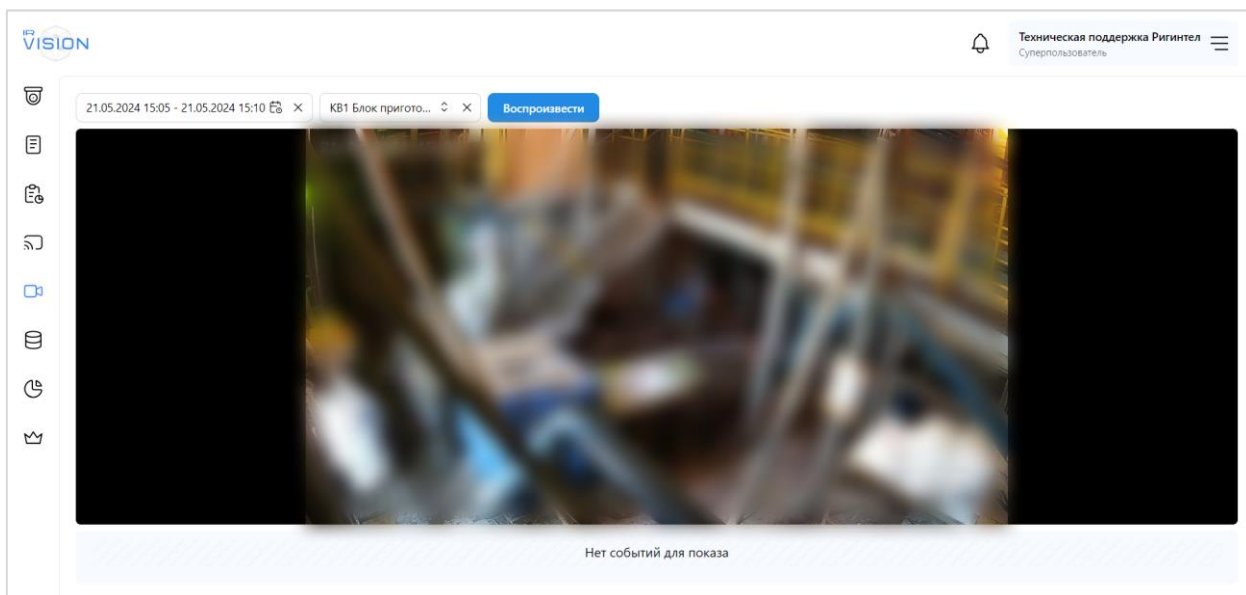 IR
VISION
Техническая поддержка Ригинтел
Суперпользователь
21.05.2024 15:05 - 21.05.2024 15:10
КВ1 Блок пригото...
Воспроизвести
Нет событий для показа